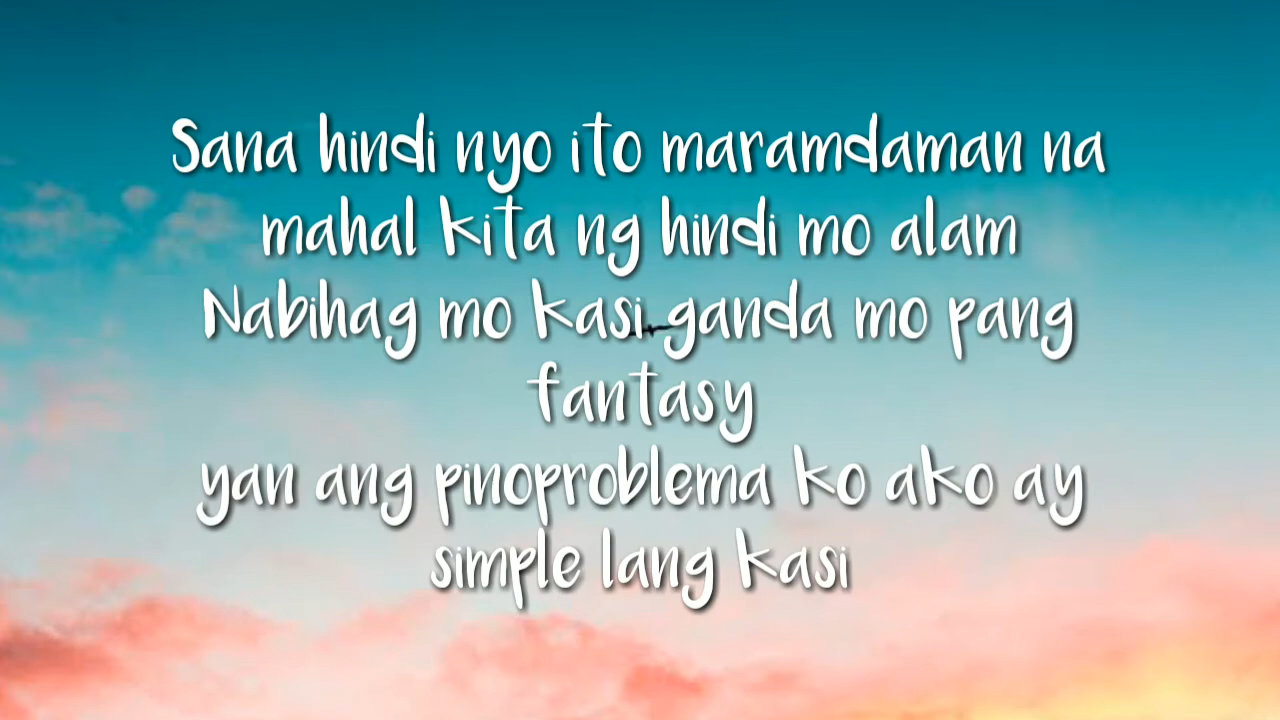 Sana hindi nyo ito maramdaman na
mahal kita ng hindi mo alam
Nabihag mo kasi ganda mo pang
fantasy
yan ang pinoproblema ko ako ay
simple lang kasi